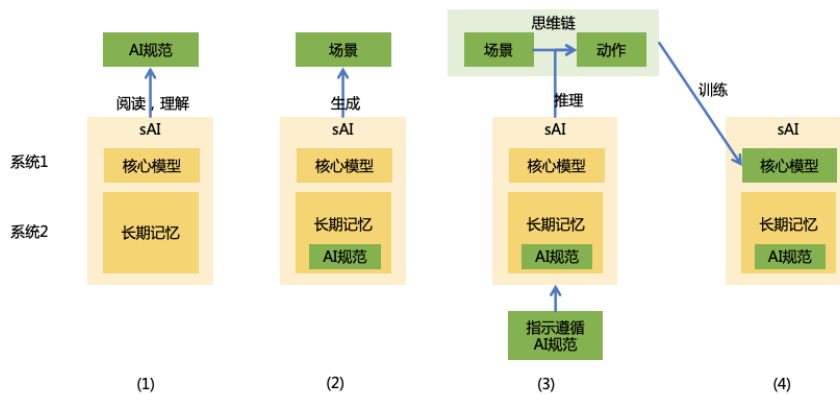 思维链
AI规范
场景
场景
动作
阅读，理解
生成
推理
训练
sAI
sAI
sAI
sAI
系统1
核心模型
核心模型
核心模型
核心模型
系统2
长期记忆
长期记忆
AI规范
长期记忆
AI规范
长期记忆
AI规范
指示遵循
AI规范
(1)
(2)
(3)
(4)